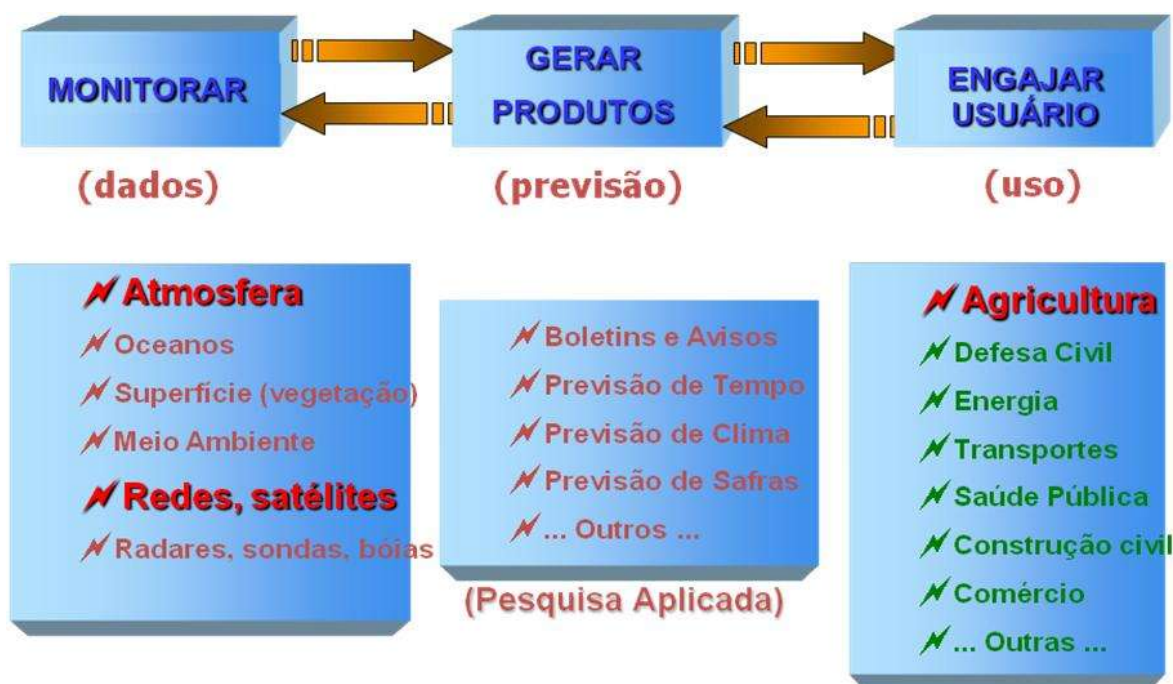 MONITORAR
GERAR
PRODUTOS
ENGAJAR
USUÁRIO
(dados)
(previsão)
(uso)
Atmosfera
Oceanos
Superfície (vegetação)
Meio Ambiente
Redes, satélites
Radares, sondas, bóias
Boletins e Avisos
Previsão de Tempo
Previsão de Clima
Previsão de Safras
... Outros ...
(Pesquisa Aplicada)
Agricultura
Defesa Civil
Energia
Transportes
Saúde Pública
Construção civil
Comércio
... Outras ...